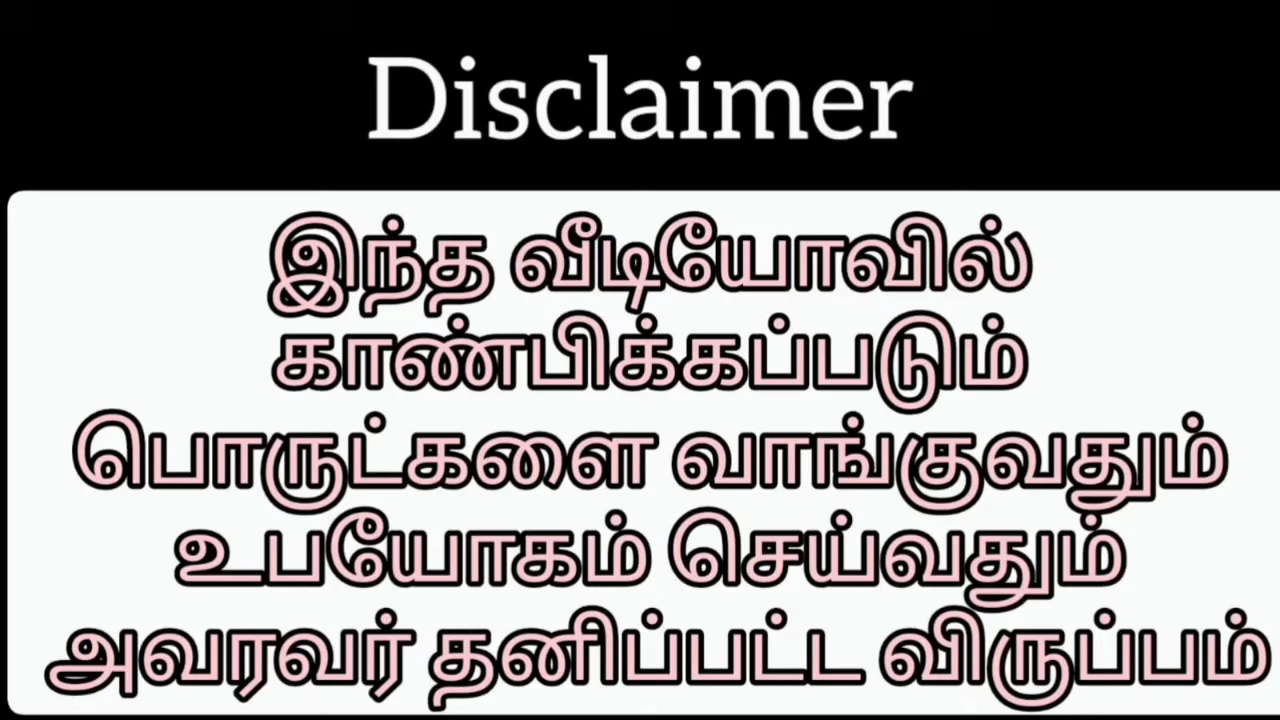 Disclaimer
இந்த வீடியோவில்
காண்பிக்கப்படும்
பொருட்களை வாங்குவதும்
உபயோகம் செய்வதும்
அவரவர் தனிப்பட்ட விருப்பம்